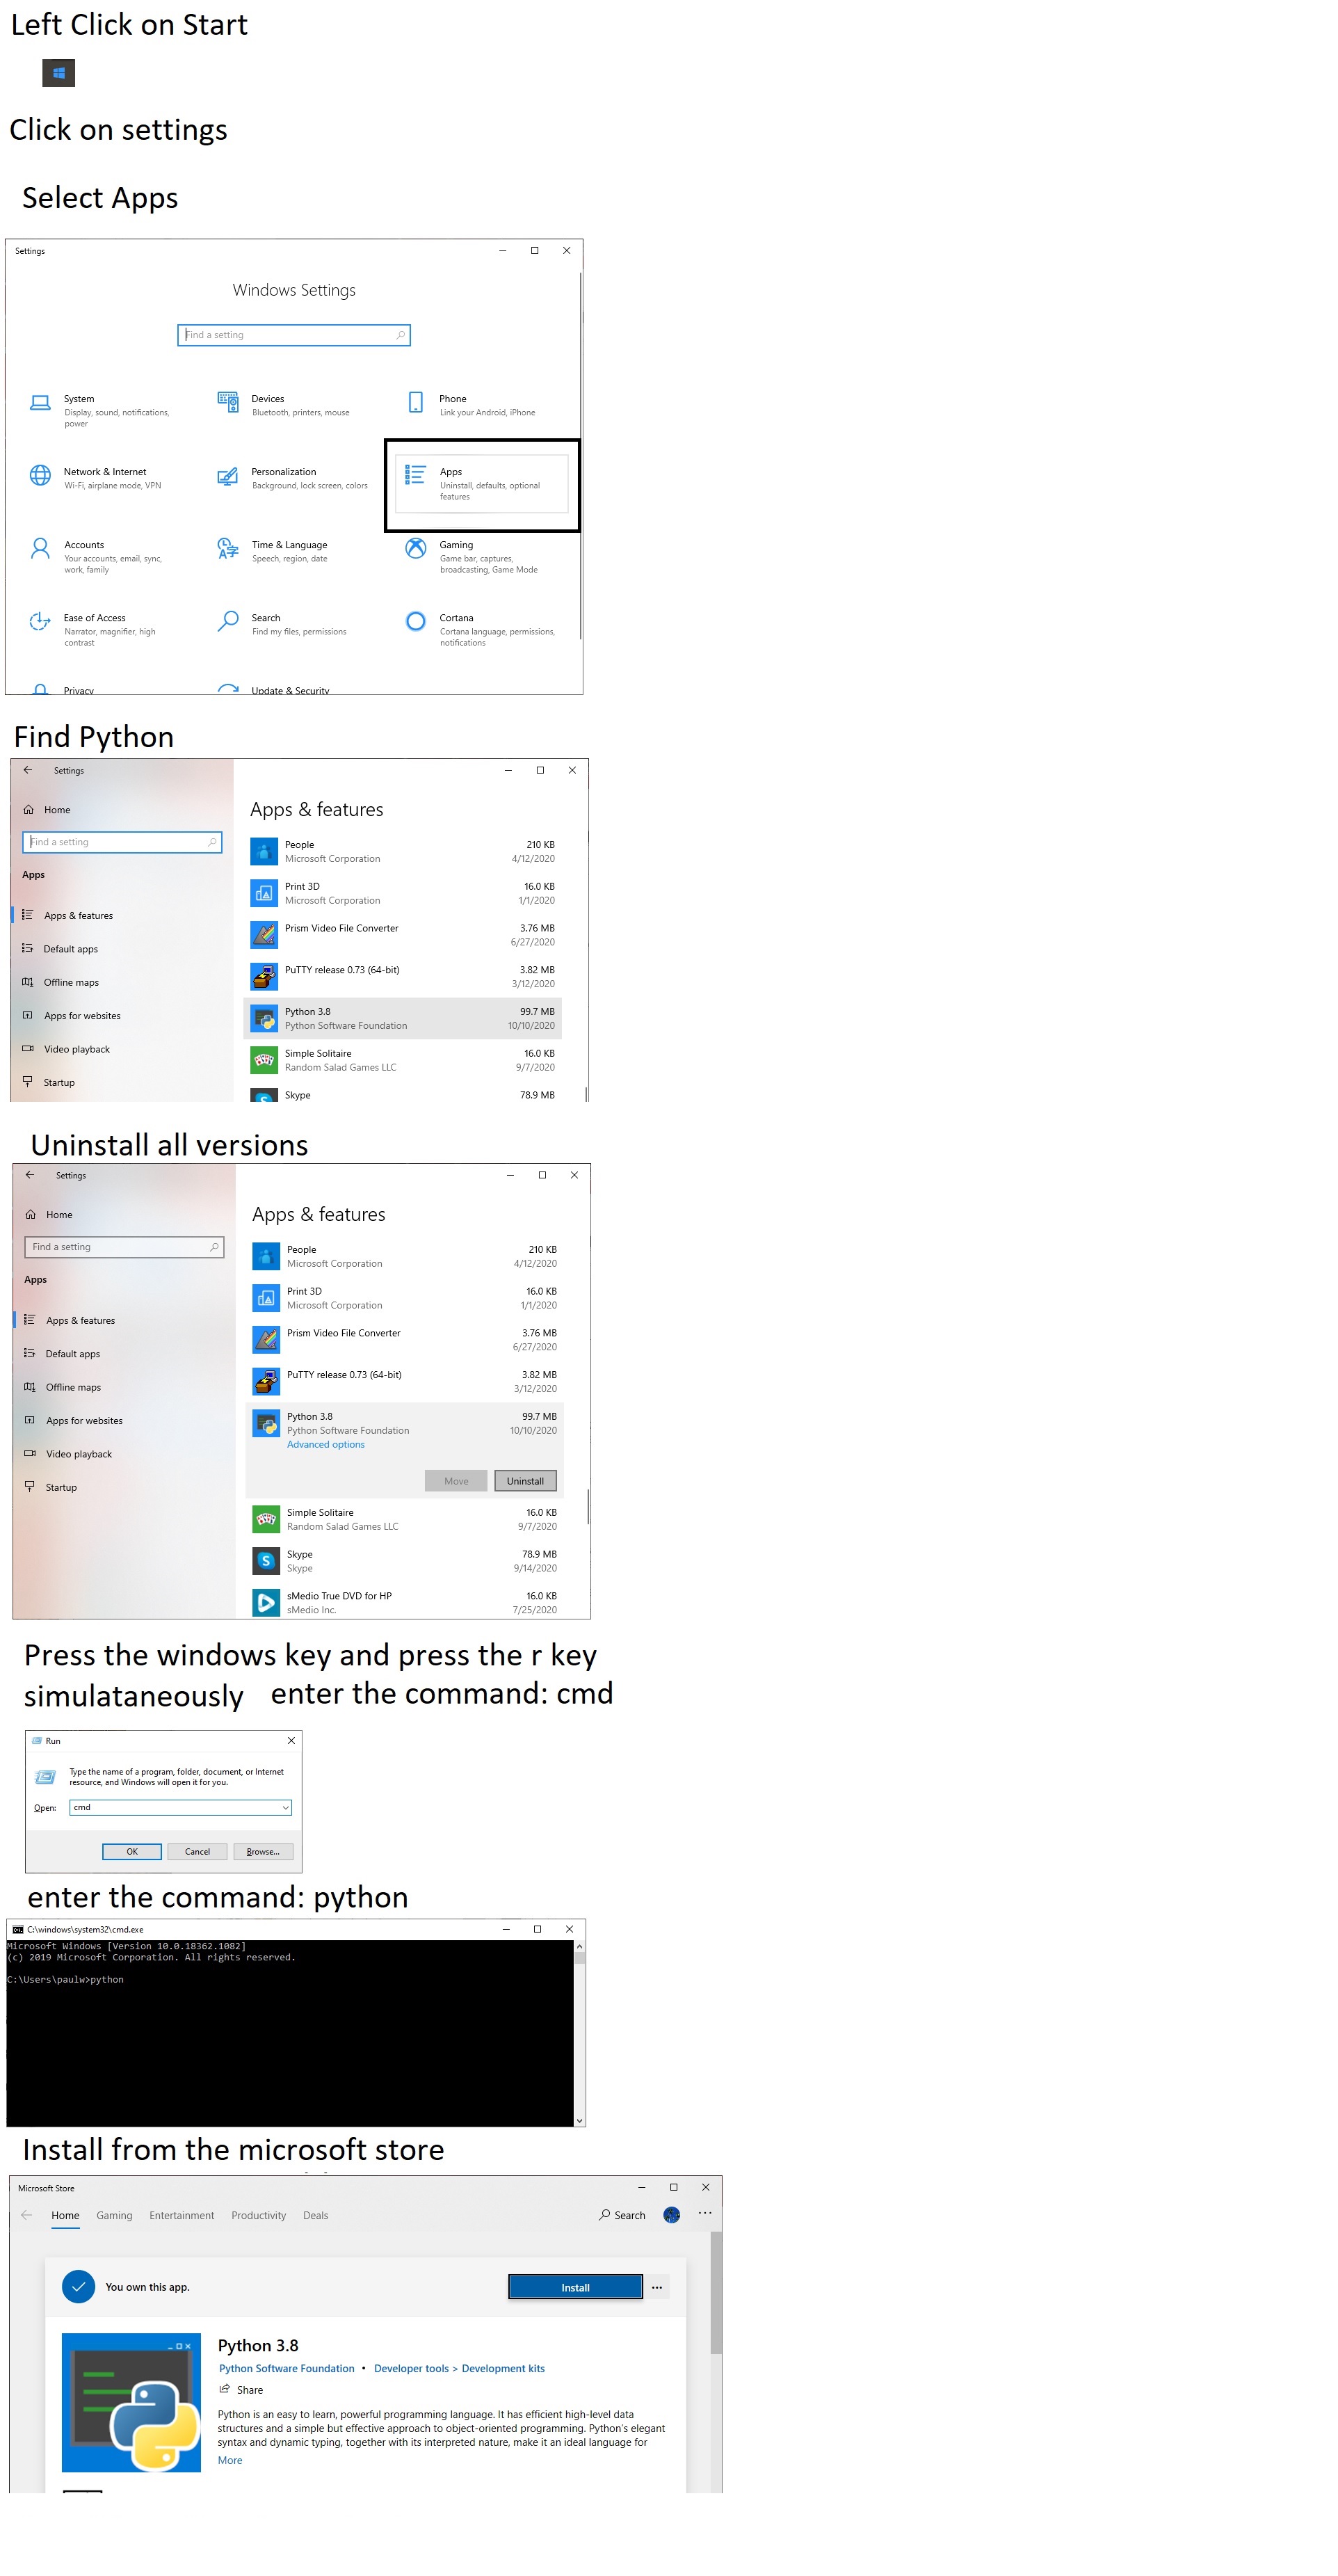 Left Click on Start
Click on settings
Select Apps
Settings
Windows Settings
Find a setting
System
Display, sound, notifications,
power
Devices
Bluetooth, printers, mouse
Phone
Link your Android, iPhone
Network & Internet
Wi-Fi, airplane mode, VPN
Personalization
Background, lock screen, colors
Apps
Uninstall, defaults, optional
features
Accounts
Your accounts, email, sync,
work, family
Time & Language
Speech, region, date
Gaming
Game bar, captures,
broadcasting, Game Mode
Ease of Access
Narrator, magnifier, high
contrast
Search
Find my files, permissions
Cortana
Cortana language, permissions,
notifications
Privacy
Update & Security
Find Python
Settings
Home
Find a setting
Apps
Apps & features
Default apps
Offline maps
Apps for websites
Video playback
Startup
Apps & features
People 210 KB
Microsoft Corporation 4/12/2020
Print 3D 16.0 KB
Microsoft Corporation 1/1/2020
Prism Video File Converter 3.76 MB
6/27/2020
PuTTY release 0.73 (64-bit) 3.82 MB
3/12/2020
Python 3.8 99.7 MB
Python Software Foundation 10/10/2020
Simple Solitaire 16.0 KB
Random Salad Games LLC 9/7/2020
Skype 78.9 MB
Uninstall all versions
Settings
Home
Find a setting
Apps
Apps & features
Default apps
Offline maps
Apps for websites
Video playback
Startup
Apps & features
People 210 KB
Microsoft Corporation 4/12/2020
Print 3D 16.0 KB
Microsoft Corporation 1/1/2020
Prism Video File Converter 3.76 MB
6/27/2020
PuTTY release 0.73 (64-bit) 3.82 MB
3/12/2020
Python 3.8 99.7 MB
Python Software Foundation 10/10/2020
Advanced options
Move Uninstall
Simple Solitaire 16.0 KB
Random Salad Games LLC 9/7/2020
Skype 78.9 MB
Skype 9/14/2020
sMedio True DVD for HP 16.0 KB
sMedio Inc. 7/25/2020
Press the windows key and press the r key
simulataneously enter the command: cmd
Run
Type the name of a program, folder, document, or Internet
resource, and Windows will open it for you.
Open: cmd
OK Cancel Browse...
enter the command: python
C:\windows\system32\cmd.exe
Microsoft Windows [Version 10.0.18362.1082]
(c) 2019 Microsoft Corporation. All rights reserved.
C:\Users\paulw>python
Install from the microsoft store
Microsoft Store
Home Gaming Entertainment Productivity Deals Search
You own this app. Install
Python 3.8
Python Software Foundation • Developer tools > Development kits
Share
Python is an easy to learn, powerful programming language. It has efficient high-level data
structures and a simple but effective approach to object-oriented programming. Python's elegant
syntax and dynamic typing, together with its interpreted nature, make it an ideal language for
More